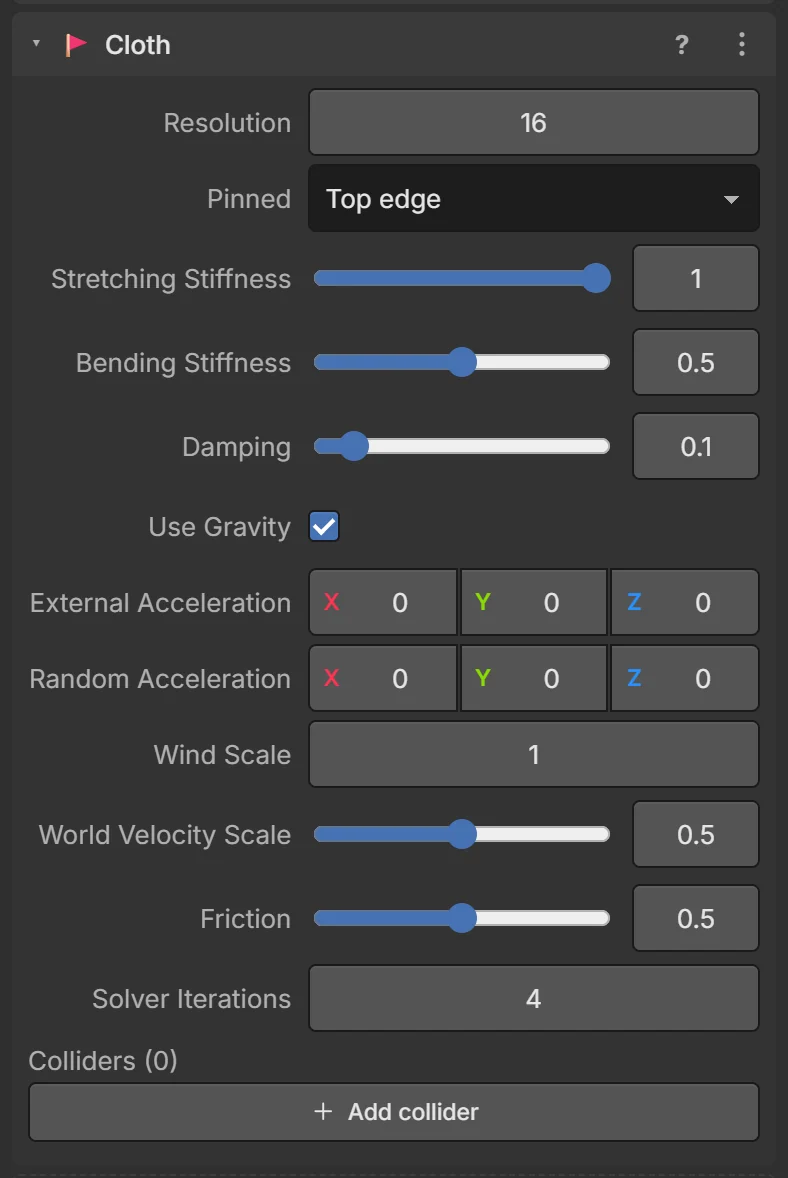 Cloth ?
Resolution 16
Pinned Top edge
Stretching Stiffness 1
Bending Stiffness 0.5
Damping 0.1
Use Gravity
External Acceleration X 0 Y 0 Z 0
Random Acceleration X 0 Y 0 Z 0
Wind Scale 1
World Velocity Scale 0.5
Friction 0.5
Solver Iterations 4
Colliders (0)
+ Add collider